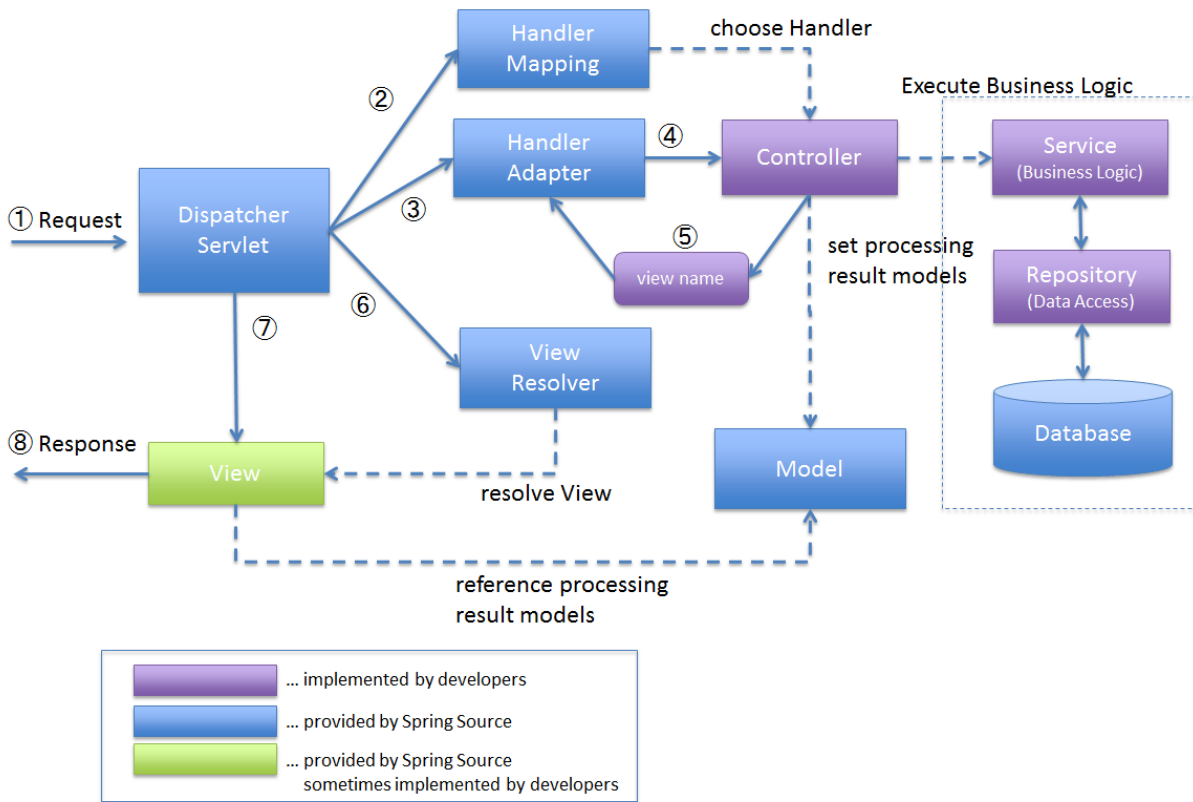 Handler
Mapping
choose Handler
②
Execute Business Logic
Handler
Adapter
④
Controller
Service
(Business Logic)
① Request
Dispatcher
Servlet
③
⑤
view name
set processing
result models
Repository
(Data Access)
⑥
⑦
View
Resolver
Database
⑧ Response
View
resolve View
Model
reference processing
result models
... implemented by developers
... provided by Spring Source
... provided by Spring Source
sometimes implemented by developers